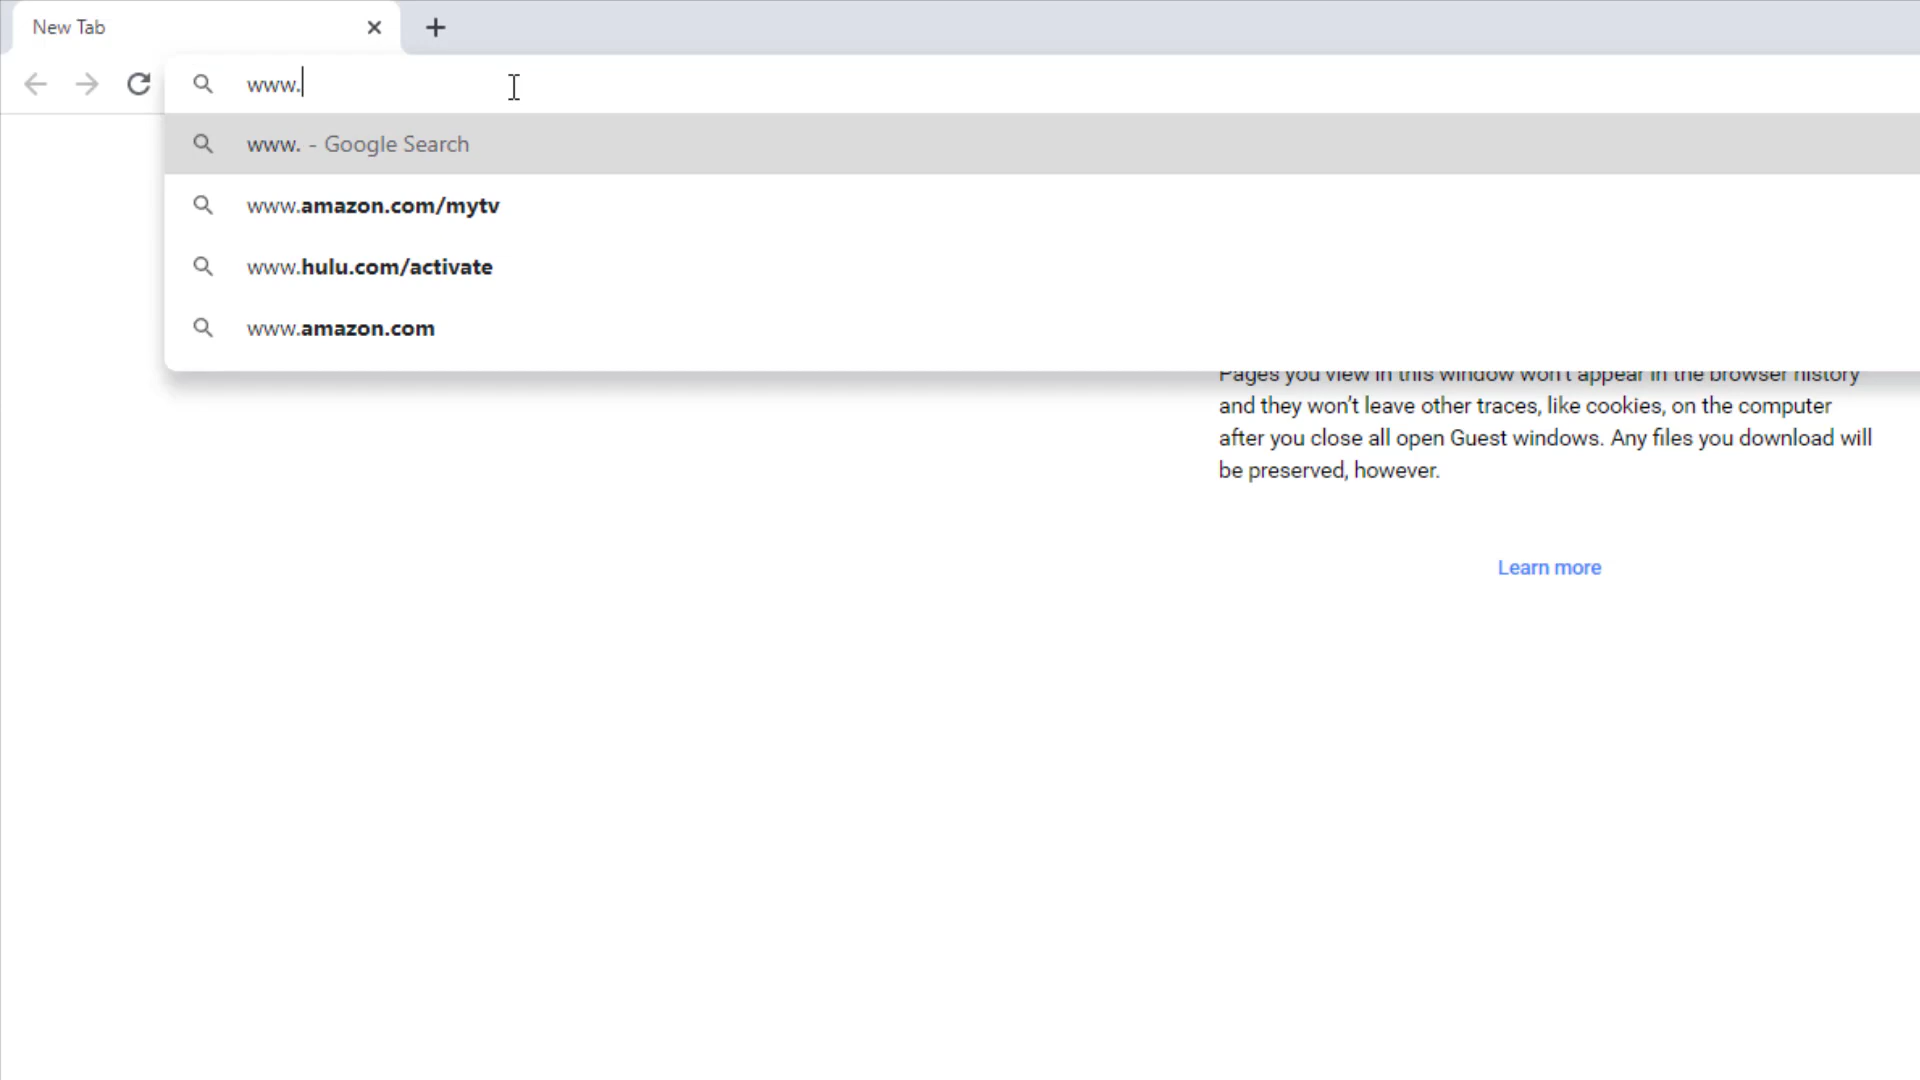 New Tab
www.
www. - Google Search
www.amazon.com/mytv
www.hulu.com/activate
www.amazon.com
Pages you view in this window won't appear in the browser history
and they won’t leave other traces, like cookies, on the computer
after you close all open Guest windows. Any files you download will
be preserved, however.
Learn more